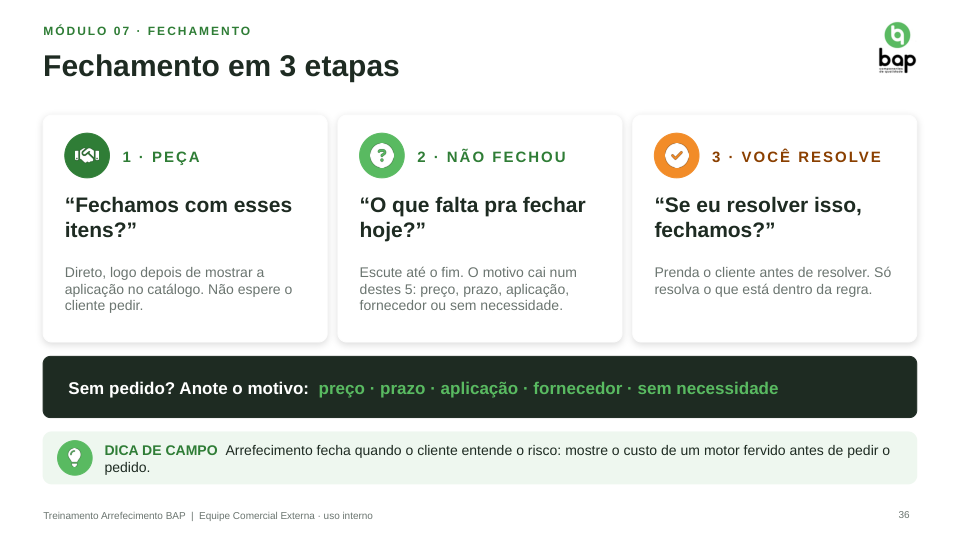 MÓDULO 07 · FECHAMENTO
Fechamento em 3 etapas
bap
1 · PEÇA
“Fechamos com esses
itens?”
Direto, logo depois de mostrar a
aplicação no catálogo. Não espere o
cliente pedir.
2 · NÃO FECHOU
“O que falta pra fechar
hoje?”
Escute até o fim. O motivo cai num
destes 5: preço, prazo, aplicação,
fornecedor ou sem necessidade.
3 · VOCÊ RESOLVE
“Se eu resolver isso,
fechamos?”
Prenda o cliente antes de resolver. Só
resolva o que está dentro da regra.
Sem pedido? Anote o motivo: preço · prazo · aplicação · fornecedor · sem necessidade
DICA DE CAMPO Arrefecimento fecha quando o cliente entende o risco: mostre o custo de um motor fervido antes de pedir o
pedido.
Treinamento Arrefecimento BAP | Equipe Comercial Externa · uso interno
36